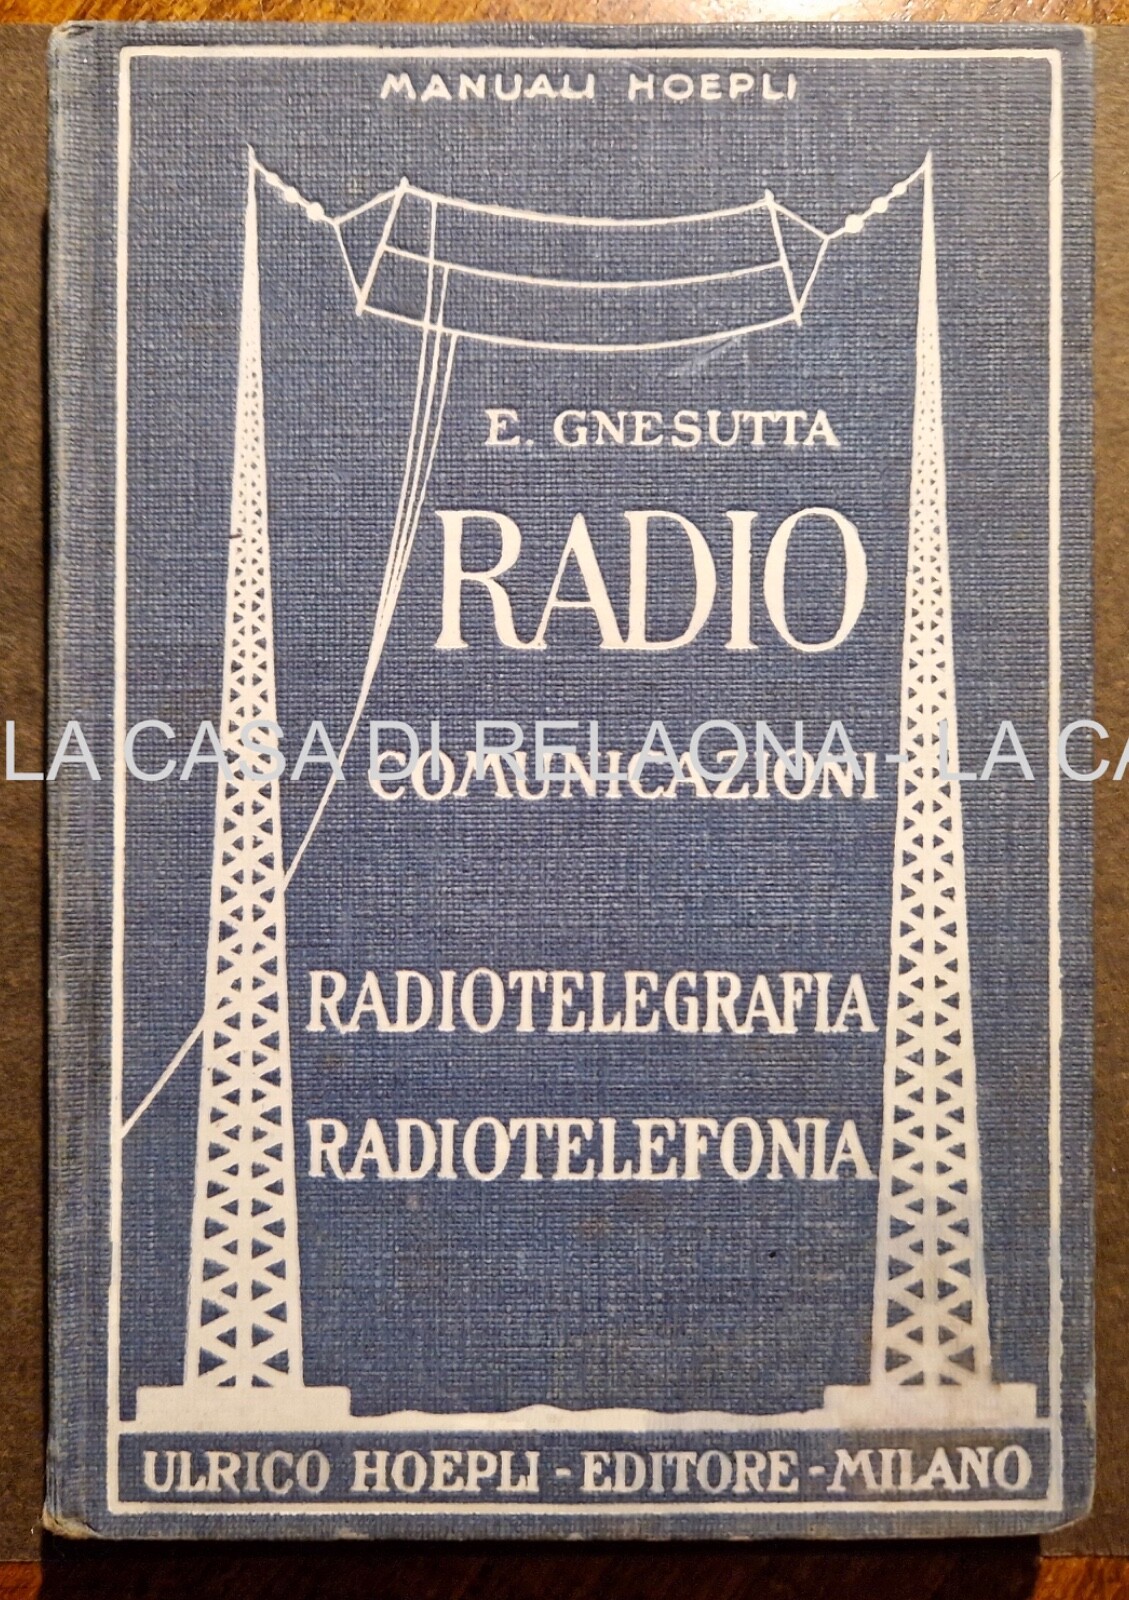 MANUALI HOEPLI
E. GNESUTTA
RADIO
LA CASA DI RELAONA - LA CA
COMUNICAZIONI
RADIOTELEGRAFIA
RADIOTELEFONIA
ULRICO HOEPLI - EDITORE - MILANO